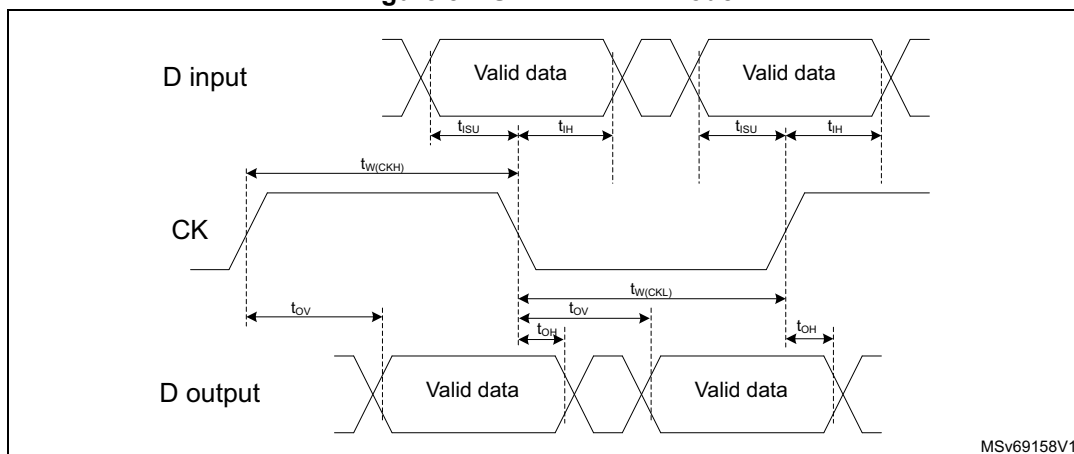 D input
Valid data
Valid data
tISU
tIH
tISU
tIH
tW(CKH)
CK
tW(CKL)
tOV
tOV
tOH
tOH
D output
Valid data
Valid data
MSv69158V1